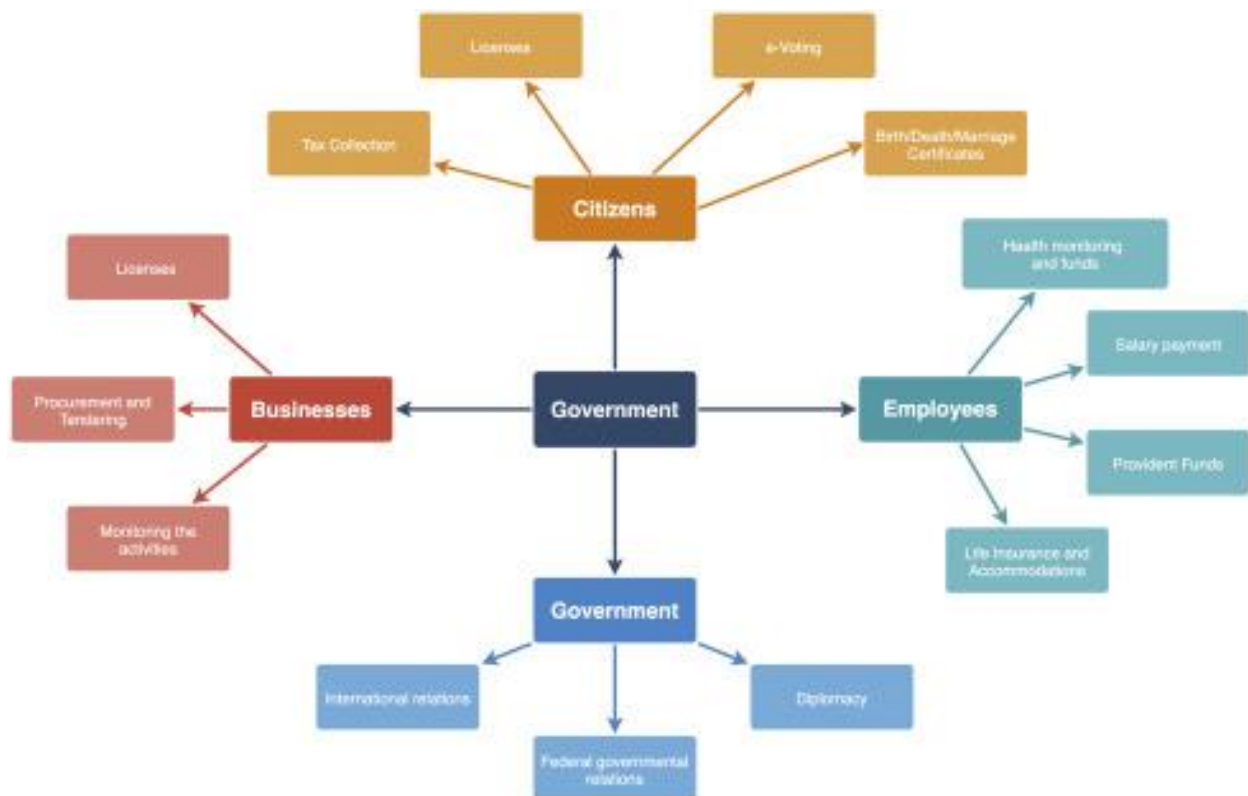 Licenses
e-Voting
Tax Collection
Birth/Death/Marriage
Certificates
Citizens
Licenses
Health monitoring
and funds
Salary payment
Procurement and
Tendering
Businesses
Government
Employees
Provident Funds
Monitoring the
activities
Life Insurance and
Accommodations
Government
International relations
Diplomacy
Federal governmental
relations